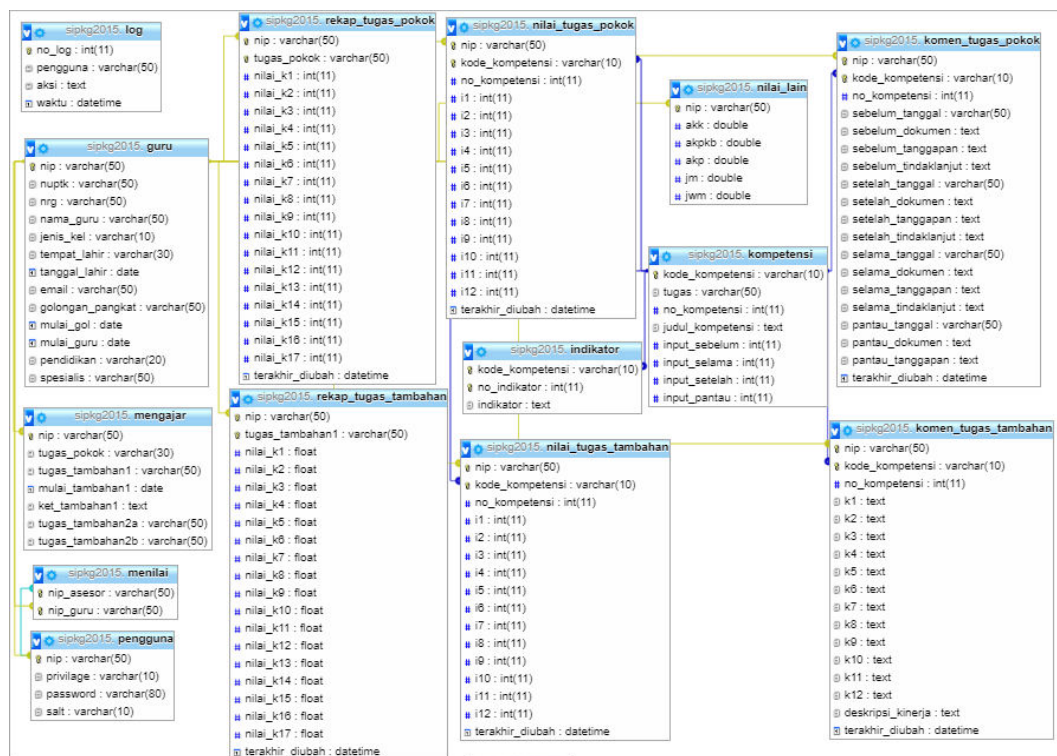 sipkg2015. log
no_log : int(11)
pengguna : varchar(50)
aksi : text
waktu : datetime
sipkg2015. guru
nip : varchar(50)
nuptk : varchar(50)
nrg : varchar(50)
nama_guru : varchar(50)
jenis_kel : varchar(10)
tempat_lahir : varchar(30)
tanggal_lahir : date
email : varchar(50)
golongan_pangkat : varchar(50)
mulai_gol : date
mulai_guru : date
pendidikan : varchar(20)
spesialis : varchar(50)
sipkg2015. mengajar
nip : varchar(50)
tugas_pokok : varchar(30)
tugas_tambahan1 : varchar(50)
mulai_tambahan1 : date
ket_tambahan1 : text
tugas_tambahan2a : varchar(50)
tugas_tambahan2b : varchar(50)
sipkg2015. menilai
nip_asesor : varchar(50)
nip_guru : varchar(50)
sipkg2015. pengguna
nip : varchar(50)
privilage : varchar(10)
password : varchar(80)
salt : varchar(10)
sipkg2015. rekap_tugas_pokok
nip : varchar(50)
tugas_pokok : varchar(50)
nilai_k1 : int(11)
nilai_k2 : int(11)
nilai_k3 : int(11)
nilai_k4 : int(11)
nilai_k5 : int(11)
nilai_k6 : int(11)
nilai_k7 : int(11)
nilai_k8 : int(11)
nilai_k9 : int(11)
nilai_k10 : int(11)
nilai_k11 : int(11)
nilai_k12 : int(11)
nilai_k13 : int(11)
nilai_k14 : int(11)
nilai_k15 : int(11)
nilai_k16 : int(11)
nilai_k17 : int(11)
terakhir_diubah : datetime
sipkg2015. rekap_tugas_tambahan
nip : varchar(50)
tugas_tambahan1 : varchar(50)
nilai_k1 : float
nilai_k2 : float
nilai_k3 : float
nilai_k4 : float
nilai_k5 : float
nilai_k6 : float
nilai_k7 : float
nilai_k8 : float
nilai_k9 : float
nilai_k10 : float
nilai_k11 : float
nilai_k12 : float
nilai_k13 : float
nilai_k14 : float
nilai_k15 : float
nilai_k16 : float
nilai_k17 : float
terakhir_diubah : datetime
sipkg2015. nilai_tugas_pokok
nip : varchar(50)
kode_kompetensi : varchar(10)
no_kompetensi : int(11)
i1 : int(11)
i2 : int(11)
i3 : int(11)
i4 : int(11)
i5 : int(11)
i6 : int(11)
i7 : int(11)
i8 : int(11)
i9 : int(11)
i10 : int(11)
i11 : int(11)
i12 : int(11)
terakhir_diubah : datetime
sipkg2015. indikator
kode_kompetensi : varchar(10)
no_indikator : int(11)
indikator : text
sipkg2015. nilai_tugas_tambahan
nip : varchar(50)
kode_kompetensi : varchar(10)
no_kompetensi : int(11)
i1 : int(11)
i2 : int(11)
i3 : int(11)
i4 : int(11)
i5 : int(11)
i6 : int(11)
i7 : int(11)
i8 : int(11)
i9 : int(11)
i10 : int(11)
i11 : int(11)
i12 : int(11)
terakhir_diubah : datetime
sipkg2015. nilai_lain
nip : varchar(50)
akk : double
akpkb : double
akp : double
jm : double
jwm : double
sipkg2015. kompetensi
kode_kompetensi : varchar(10)
tugas : varchar(50)
no_kompetensi : int(11)
judul_kompetensi : text
input_sebelum : int(11)
input_selama : int(11)
input_setelah : int(11)
input_pantau : int(11)
sipkg2015. komen_tugas_pokok
nip : varchar(50)
kode_kompetensi : varchar(10)
no_kompetensi : int(11)
sebelum_tanggal : varchar(50)
sebelum_dokumen : text
sebelum_tanggapan : text
sebelum_tindaklanjut : text
setelah_tanggal : varchar(50)
setelah_dokumen : text
setelah_tanggapan : text
setelah_tindaklanjut : text
selama_tanggal : varchar(50)
selama_dokumen : text
selama_tanggapan : text
selama_tindaklanjut : text
pantau_tanggal : varchar(50)
pantau_dokumen : text
pantau_tanggapan : text
terakhir_diubah : datetime
sipkg2015. komen_tugas_tambahan
nip : varchar(50)
kode_kompetensi : varchar(10)
no_kompetensi : int(11)
k1 : text
k2 : text
k3 : text
k4 : text
k5 : text
k6 : text
k7 : text
k8 : text
k9 : text
k10 : text
k11 : text
k12 : text
deskripsi_kinerja : text
terakhir_diubah : datetime